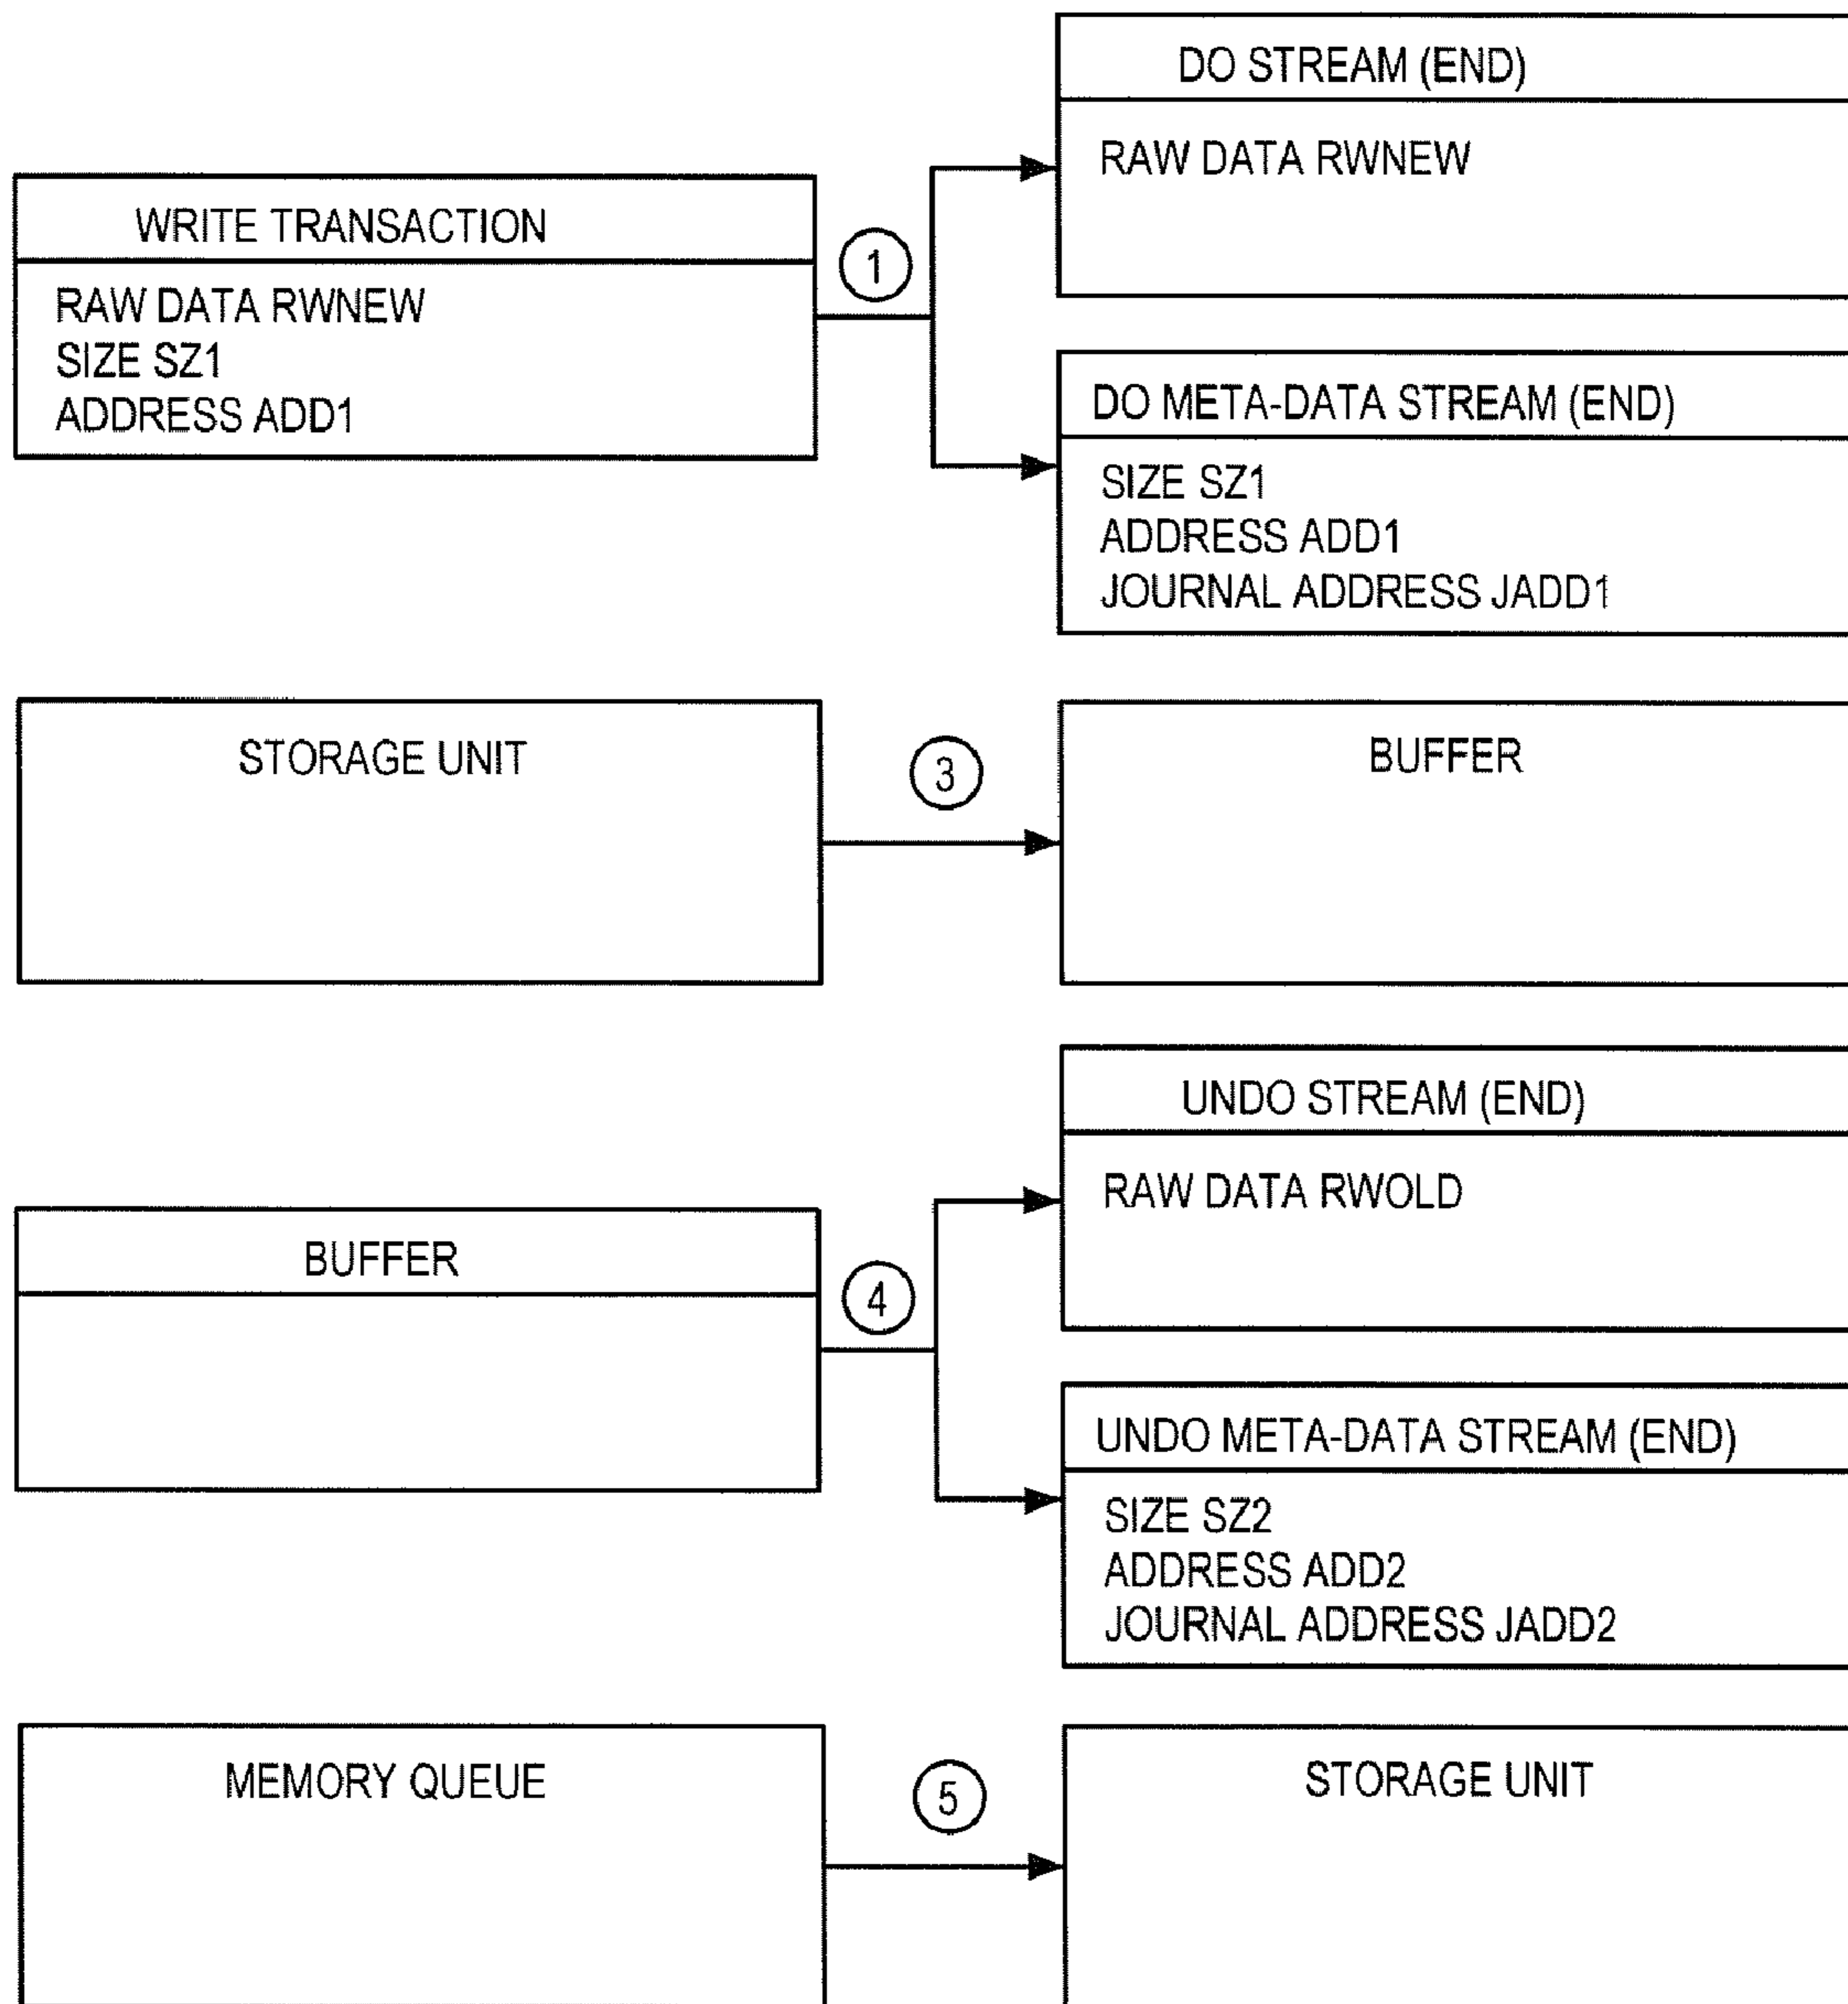 DO STREAM (END)
RAW DATA RWNEW
WRITE TRANSACTION
RAW DATA RWNEW
SIZE SZ1
ADDRESS ADD1
1
DO META-DATA STREAM (END)
SIZE SZ1
ADDRESS ADD1
JOURNAL ADDRESS JADD1
STORAGE UNIT
3
BUFFER
UNDO STREAM (END)
RAW DATA RWOLD
BUFFER
4
UNDO META-DATA STREAM (END)
SIZE SZ2
ADDRESS ADD2
JOURNAL ADDRESS JADD2
MEMORY QUEUE
5
STORAGE UNIT